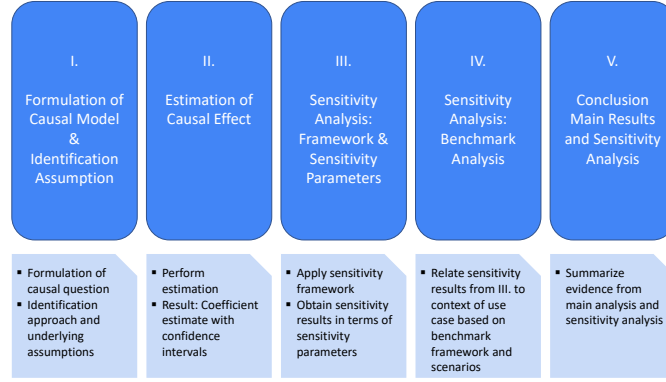 I.
Formulation of
Causal Model
&
Identification
Assumption
II.
Estimation of
Causal Effect
III.
Sensitivity
Analysis:
Framework &
Sensitivity
Parameters
IV.
Sensitivity
Analysis:
Benchmark
Analysis
V.
Conclusion
Main Results
and Sensitivity
Analysis
▪ Formulation of
causal question
▪ Identification
approach and
underlying
assumptions
▪ Perform
estimation
▪ Result: Coefficient
estimate with
confidence
intervals
▪ Apply sensitivity
framework
▪ Obtain sensitivity
results in terms of
sensitivity
parameters
▪ Relate sensitivity
results from III. to
context of use
case based on
benchmark
framework and
scenarios
▪ Summarize
evidence from
main analysis and
sensitivity analysis